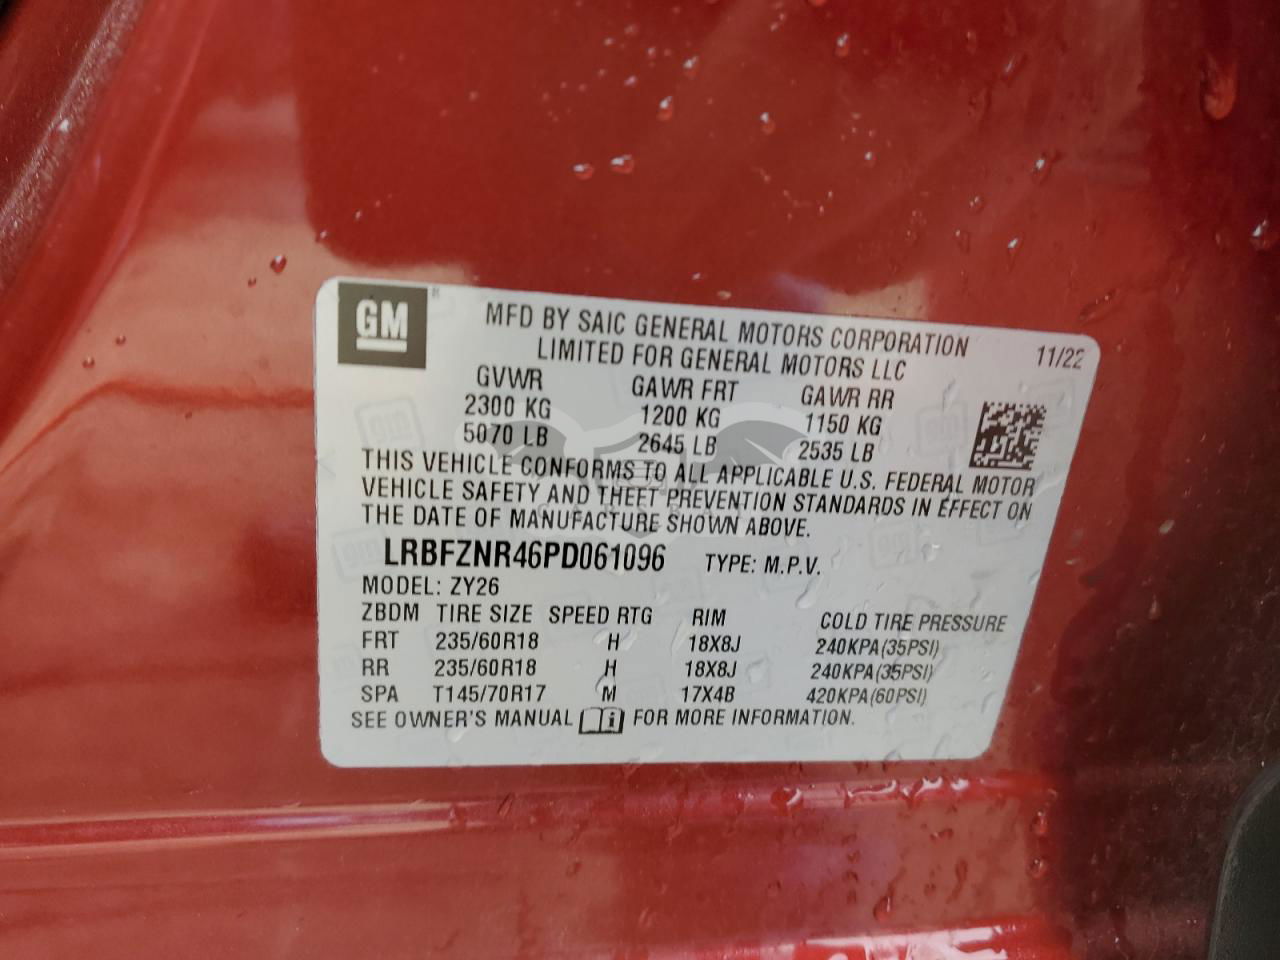 GM
MFD BY SAIC GENERAL MOTORS CORPORATION
LIMITED FOR GENERAL MOTORS LLC
11/22
GVWR GAWR FRT GAWR RR
2300 KG 1200 KG 1150 KG
5070 LB 2645 LB 2535 LB
THIS VEHICLE CONFORMS TO ALL APPLICABLE U.S. FEDERAL MOTOR
VEHICLE SAFETY AND THEFT PREVENTION STANDARDS IN EFFECT ON
THE DATE OF MANUFACTURE SHOWN ABOVE.
LRBFZNR46PD061096 TYPE: M.P.V.
MODEL: ZY26
ZBDM TIRE SIZE SPEED RTG RIM COLD TIRE PRESSURE
FRT 235/60R18 H 18X8J 240KPA(35PSI)
RR 235/60R18 H 18X8J 240KPA(35PSI)
SPA T145/70R17 M 17X4B 420KPA(60PSI)
SEE OWNER'S MANUAL FOR MORE INFORMATION.